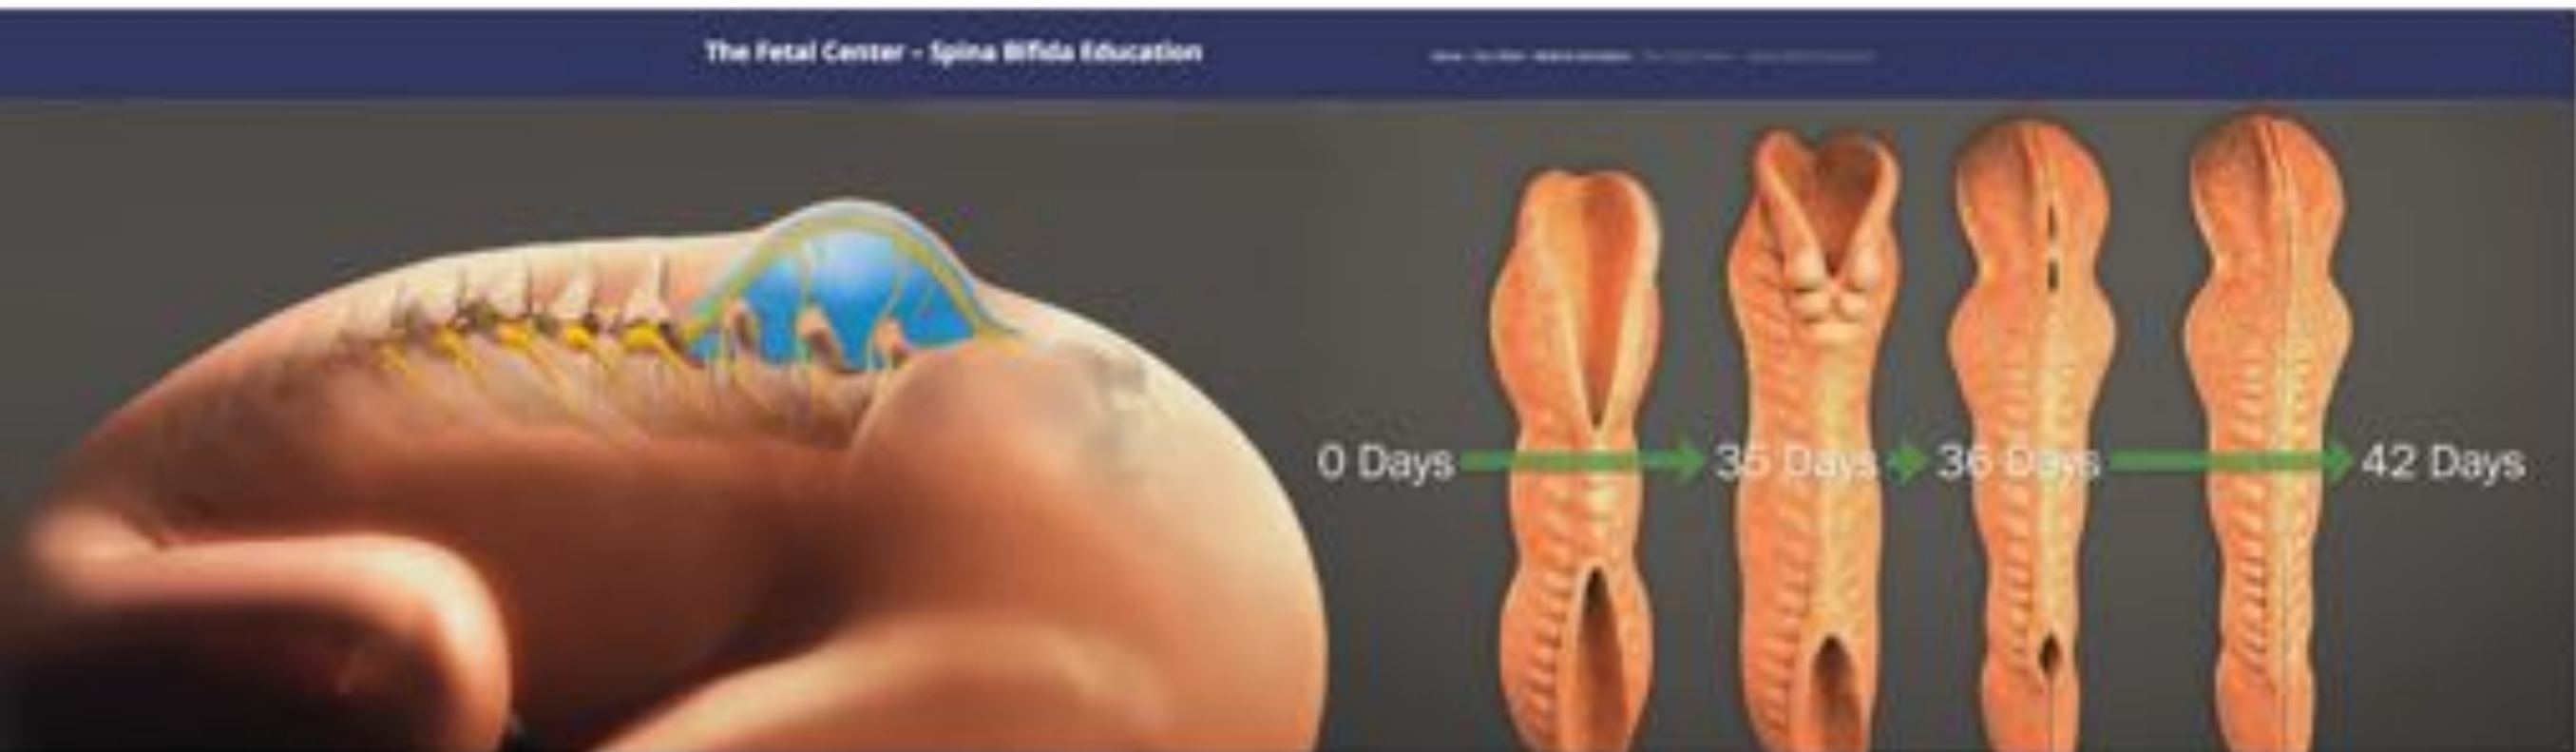 The Fetal Center – Spina Bifida Education
0 Days
35 Days
36 Days
42 Days